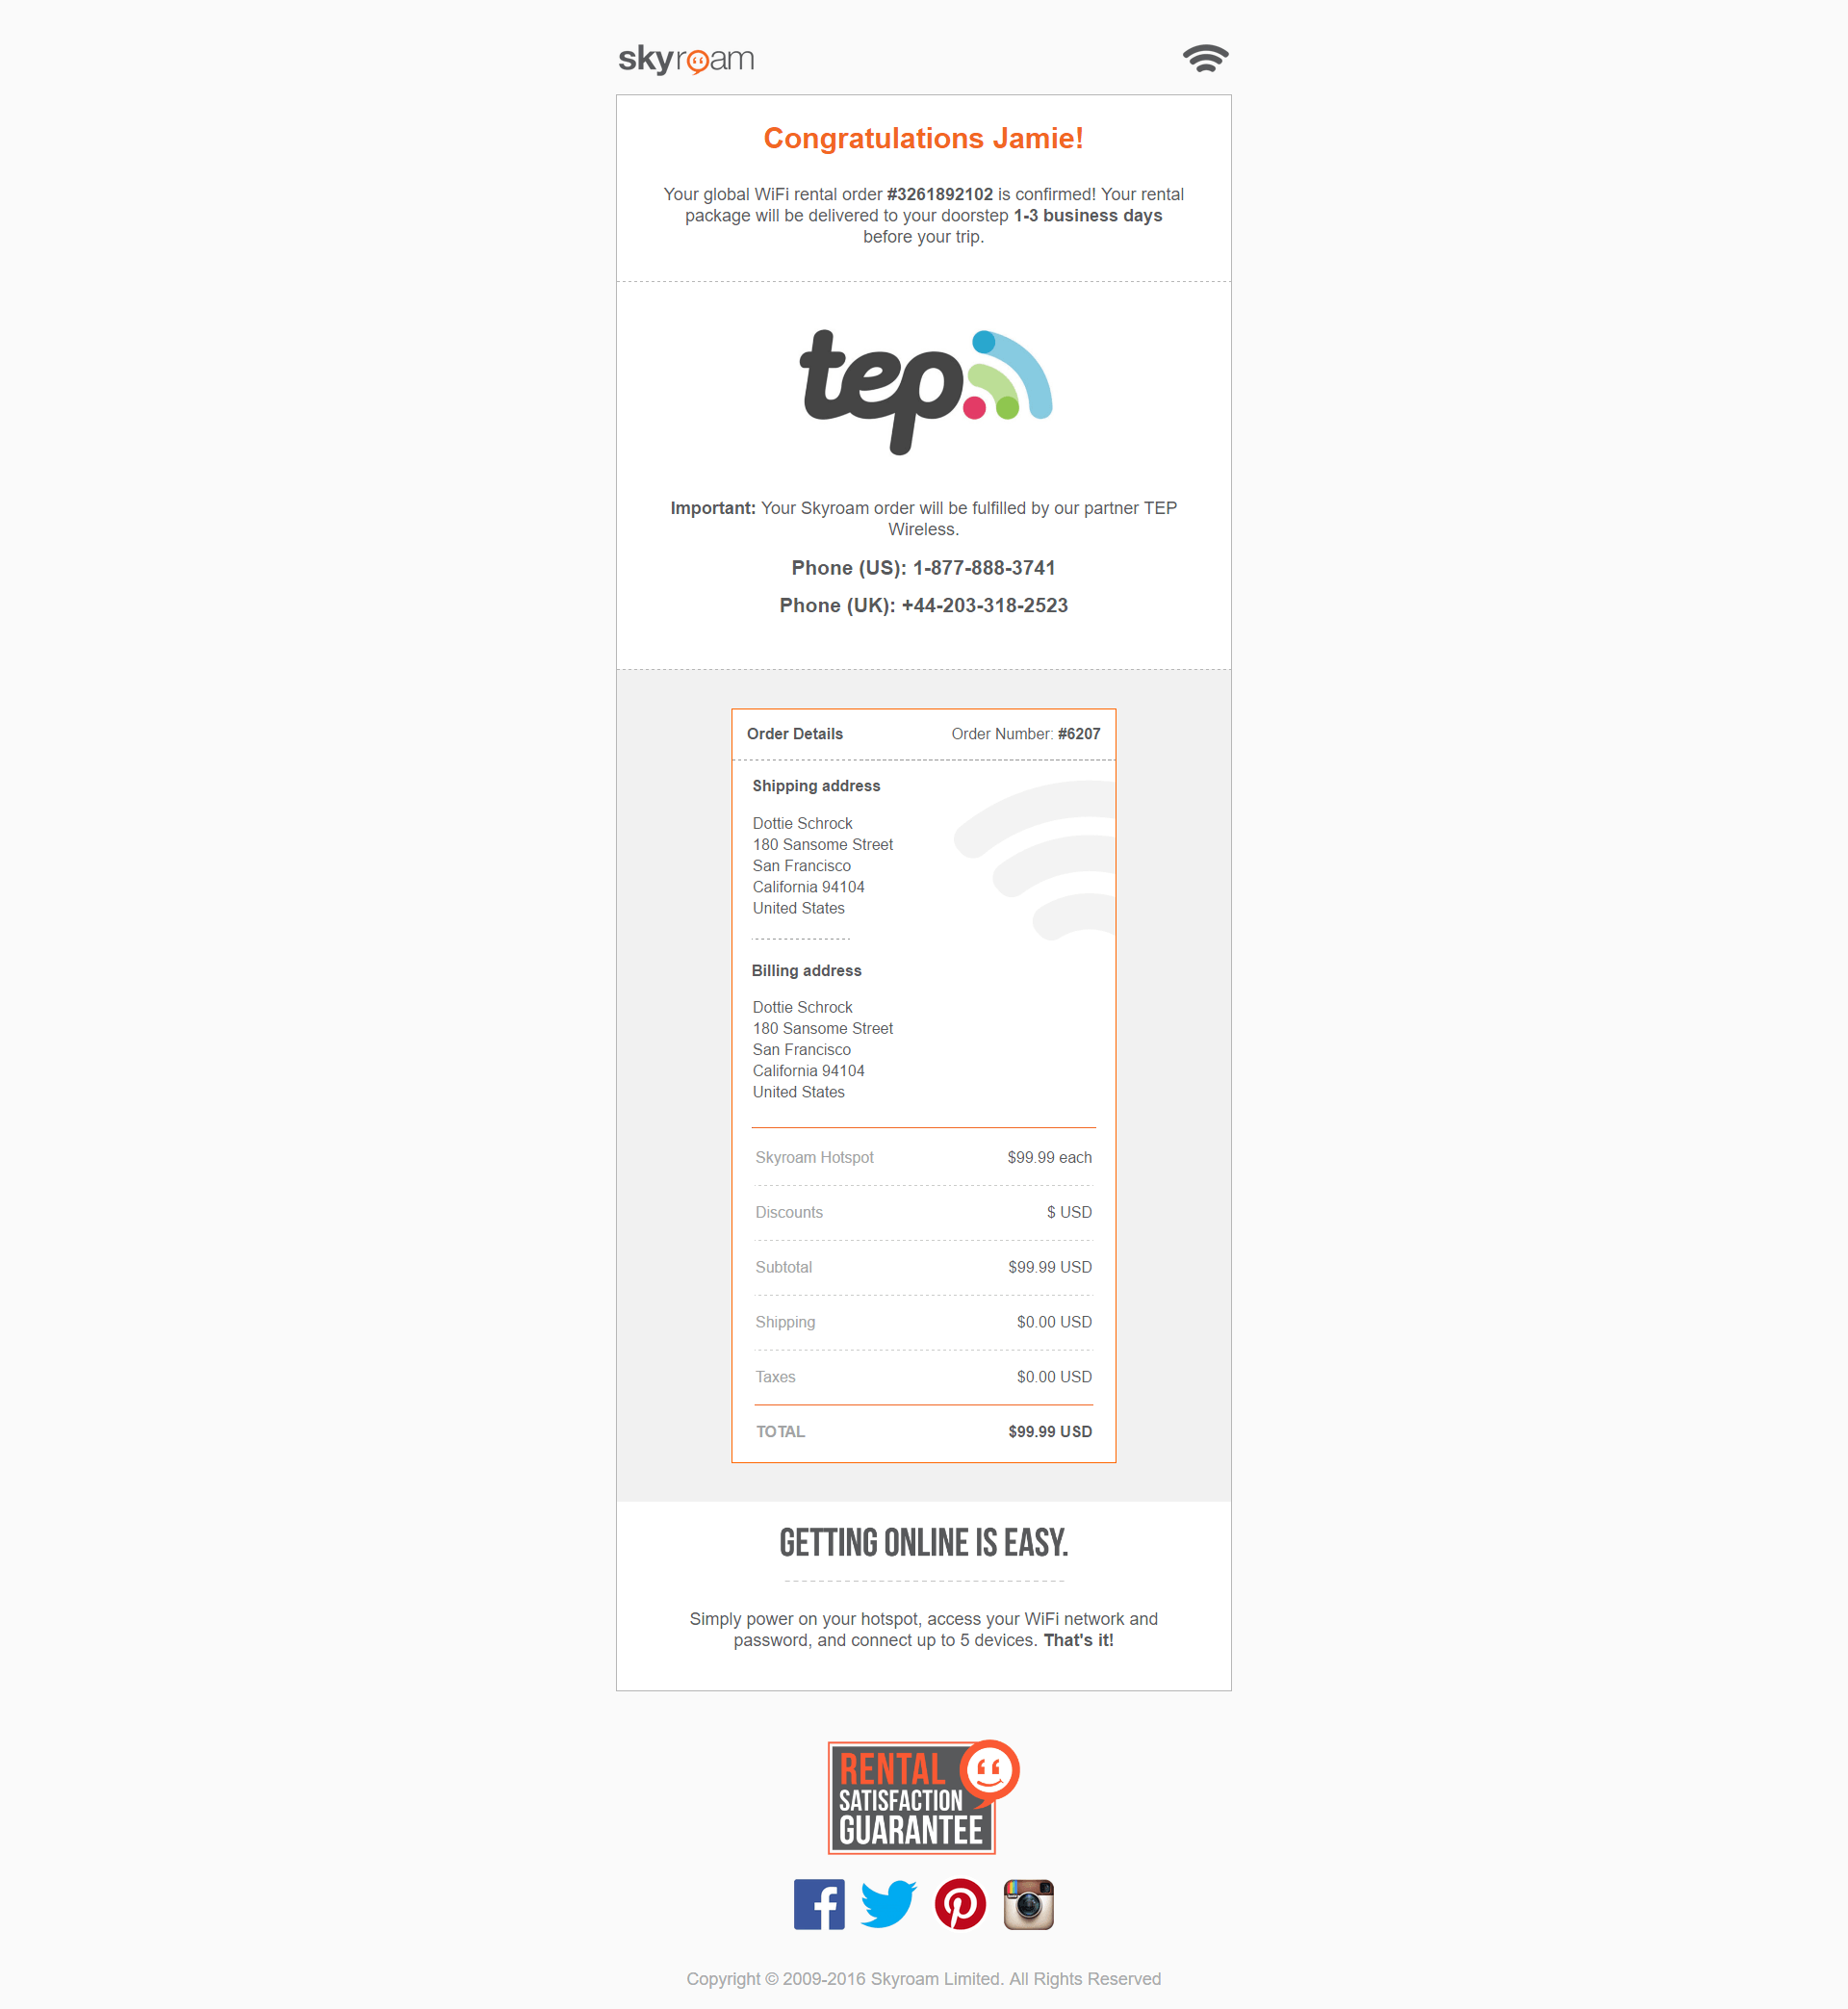 skyroam
Congratulations Jamie!
Your global WiFi rental order #3261892102 is confirmed! Your rental
package will be delivered to your doorstep 1-3 business days
before your trip.
tep
Important: Your Skyroam order will be fulfilled by our partner TEP
Wireless.
Phone (US): 1-877-888-3741
Phone (UK): +44-203-318-2523
Order Details Order Number: #6207
Shipping address
Dottie Schrock
180 Sansome Street
San Francisco
California 94104
United States
Billing address
Dottie Schrock
180 Sansome Street
San Francisco
California 94104
United States
Skyroam Hotspot $99.99 each
Discounts $ USD
Subtotal $99.99 USD
Shipping $0.00 USD
Taxes $0.00 USD
TOTAL $99.99 USD
GETTING ONLINE IS EASY.
Simply power on your hotspot, access your WiFi network and
password, and connect up to 5 devices. That's it!
RENTAL
SATISFACTION
GUARANTEE
Copyright © 2009-2016 Skyroam Limited. All Rights Reserved